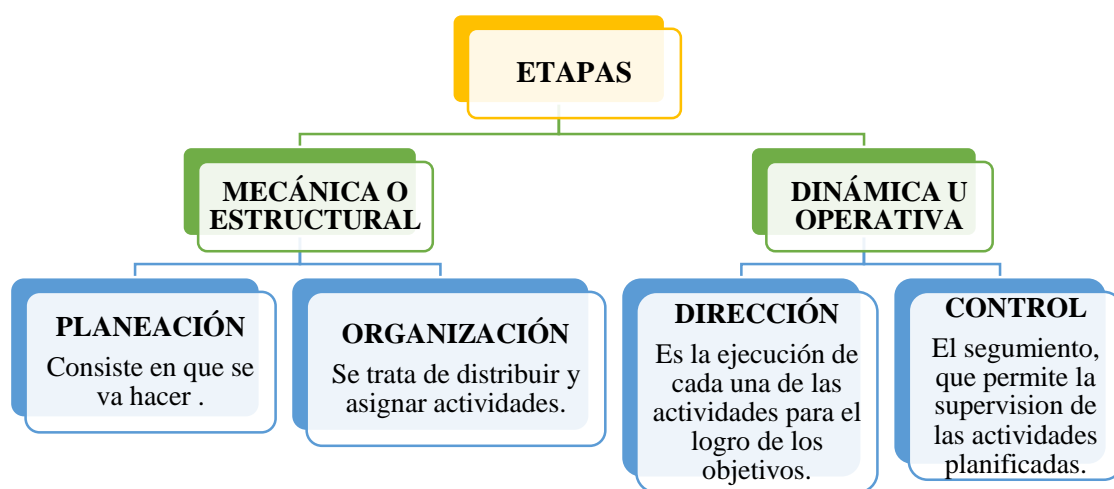 ETAPAS
MECÁNICA O
ESTRUCTURAL
DINÁMICA U
OPERATIVA
PLANEACIÓN
Consiste en que se
va hacer .
ORGANIZACIÓN
Se trata de distribuir y
asignar actividades.
DIRECCIÓN
Es la ejecución de
cada una de las
actividades para el
logro de los
objetivos.
CONTROL
El segumiento,
que permite la
supervision de
las actividades
planificadas.